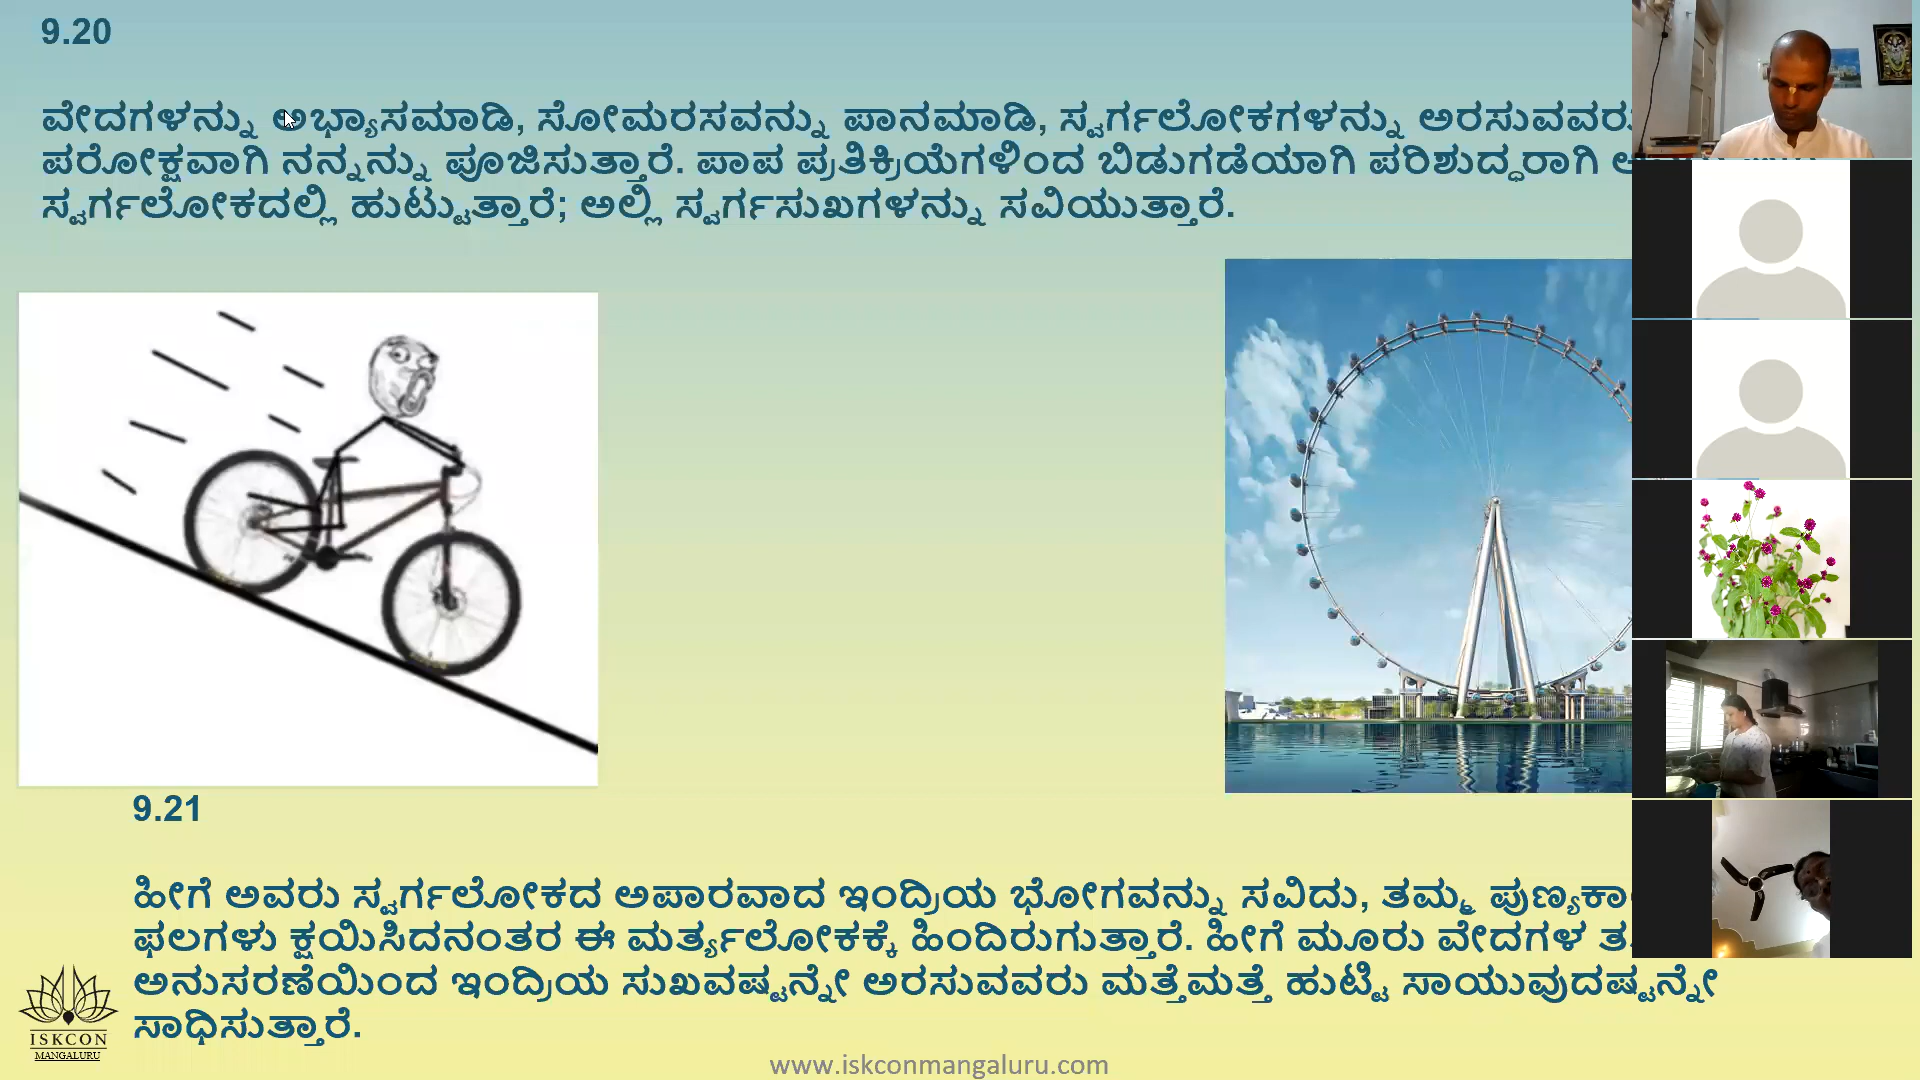 9.20
ವೇದಗಳನ್ನು ಅಭ್ಯಾಸಮಾಡಿ, ಸೋಮರಸವನ್ನು ಪಾನಮಾಡಿ, ಸ್ವರ್ಗಲೋಕಗಳನ್ನು
ಪರೋಕ್ಷವಾಗಿ ನನ್ನನ್ನು ಪೂಜಿಸುತ್ತಾರೆ. ಪಾಪ ಪ್ರತಿಕ್ರಿಯೆಗಳಿಂದ ಬಿಡುಗಡೆಯಾಗಿ ಪರಿಶುದ್ಧರಾಗಿ
ಸ್ವರ್ಗಲೋಕದಲ್ಲಿ ಹುಟ್ಟುತ್ತಾರೆ; ಅಲ್ಲಿ ಸ್ವರ್ಗಸುಖಗಳನ್ನು ಸವಿಯುತ್ತಾರೆ.
9.21
ಹೀಗೆ ಅವರು ಸ್ವರ್ಗಲೋಕದ ಅಪಾರವಾದ ಇಂದ್ರಿಯ ಭೋಗವನ್ನು ಸವಿದು, ತಮ್ಮ
ಫಲಗಳು ಕ್ಷಯಿಸಿದನಂತರ ಈ ಮರ್ತ್ಯಲೋಕಕ್ಕೆ ಹಿಂದಿರುಗುತ್ತಾರೆ. ಹೀಗೆ ಮೂರು ವೇದಗಳ
ಅನುಸರಣೆಯಿಂದ ಇಂದ್ರಿಯ ಸುಖವಷ್ಟನ್ನೇ ಅರಸುವವರು ಮತ್ತೆಮತ್ತೆ ಹುಟ್ಟಿ ಸಾಯುವುದಷ್ಟನ್ನೇ
ಸಾಧಿಸುತ್ತಾರೆ.
ISKCON
MANGALURU
www.iskconmangaluru.com